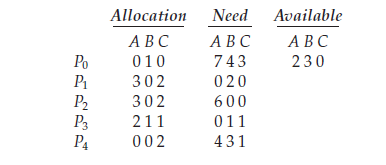 Allocation Need Available
A B C A B C A B C
P0 0 1 0 7 4 3 2 3 0
P1 3 0 2 0 2 0
P2 3 0 2 6 0 0
P3 2 1 1 0 1 1
P4 0 0 2 4 3 1